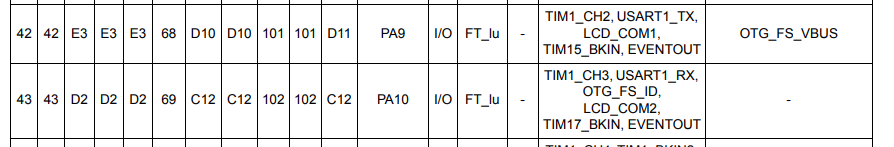 42 42 E3 E3 E3 68 D10 D10 101 101 D11 PA9 I/O FT_lu - TIM1_CH2, USART1_TX, LCD_COM1, TIM15_BKIN, EVENTOUT OTG_FS_VBUS
43 43 D2 D2 D2 69 C12 C12 102 102 C12 PA10 I/O FT_lu - TIM1_CH3, USART1_RX, OTG_FS_ID, LCD_COM2, TIM17_BKIN, EVENTOUT -